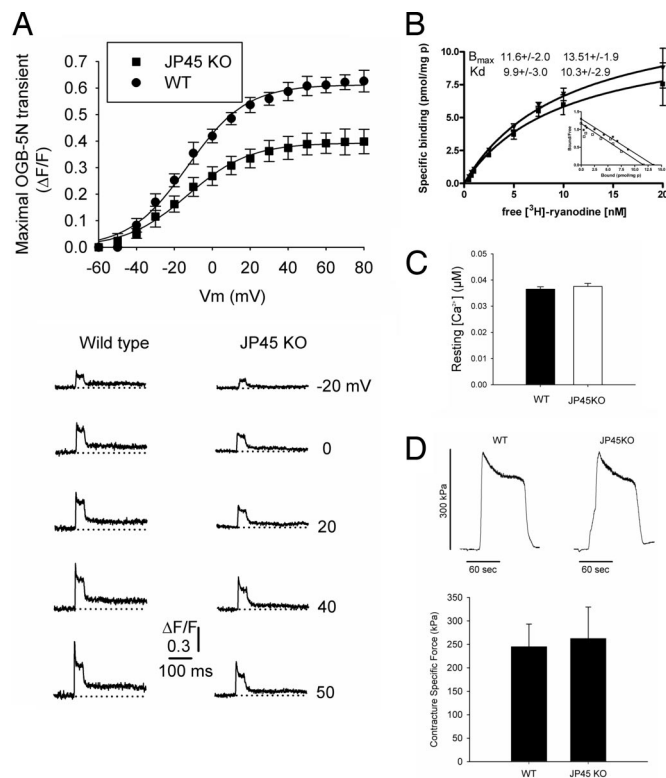 A
JP45 KO
WT
Maximal OGB-5N transient
(ΔF/F)
0.7
0.6
0.5
0.4
0.3
0.2
0.1
0.0
-60 -40 -20 0 20 40 60 80
Vm (mV)
Wild type JP45 KO
-20 mV
0
20
40
50
ΔF/F
0.3
100 ms
B
Bmax 11.6+/-2.0 13.51+/-1.9
Kd 9.9+/-3.0 10.3+/-2.9
Specific binding (pmol/mg p)
10.0
7.5
5.0
2.5
0.0
0 5 10 15 20
free [³H]-ryanodine [nM]
Bound/Free
Bound (pmol/mg p)
C
Resting [Ca²⁺] (µM)
0.05
0.04
0.03
0.02
0.01
0.00
WT JP45KO
D
WT JP45KO
300 kPa
60 sec 60 sec
Contracture Specific Force (kPa)
400
350
300
250
200
150
100
50
0
WT JP45 KO